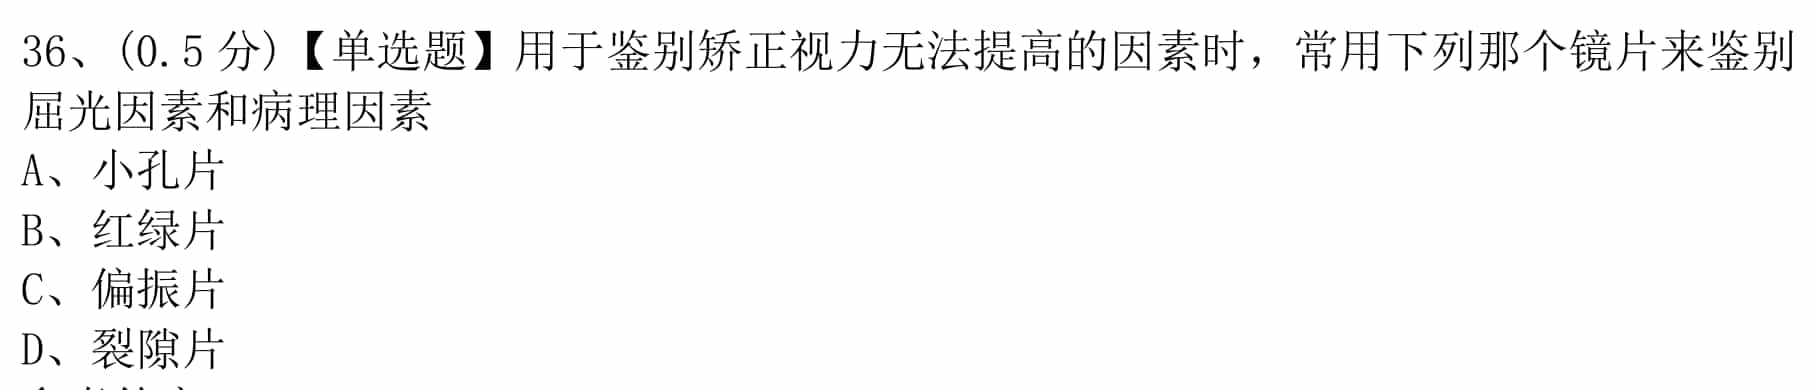 36、(0.5分)【单选题】用于鉴别矫正视力无法提高的因素时，常用下列那个镜片来鉴别
屈光因素和病理因素
A、小孔片
B、红绿片
C、偏振片
D、裂隙片